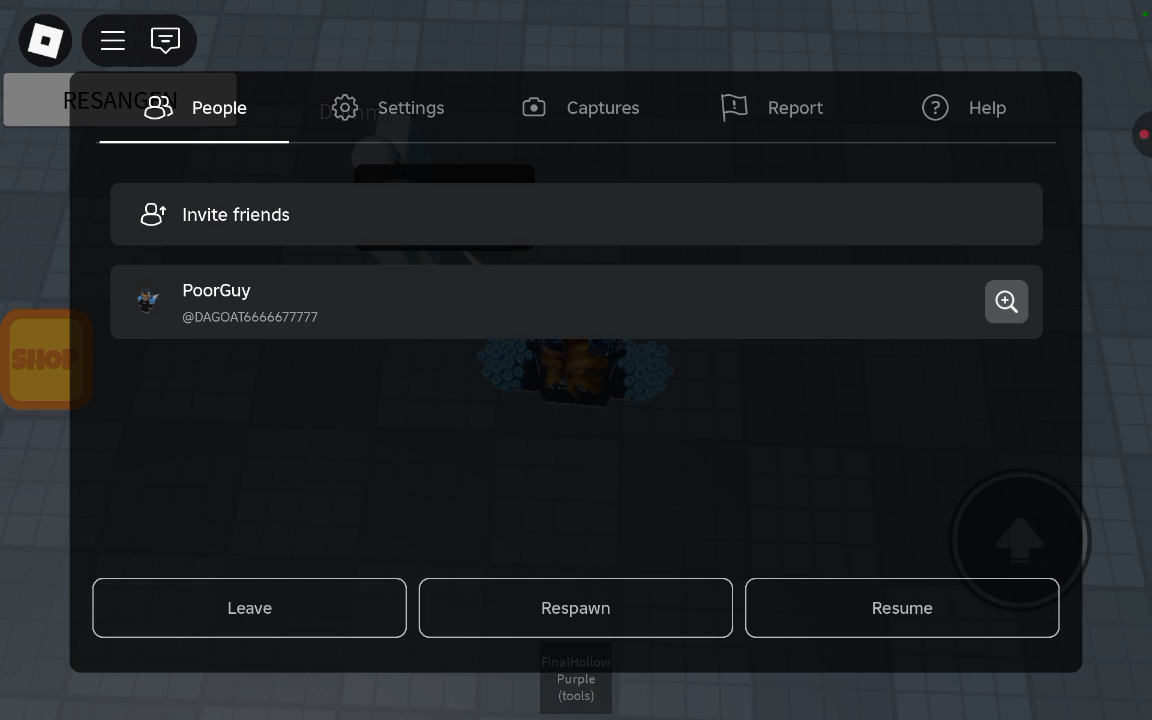 RESANGEN
People
Settings
Captures
Report
Help
Invite friends
PoorGuy
@DAGOAT6666677777
SHOP
Leave
Respawn
Resume
FinalHollow
Purple
(tools)